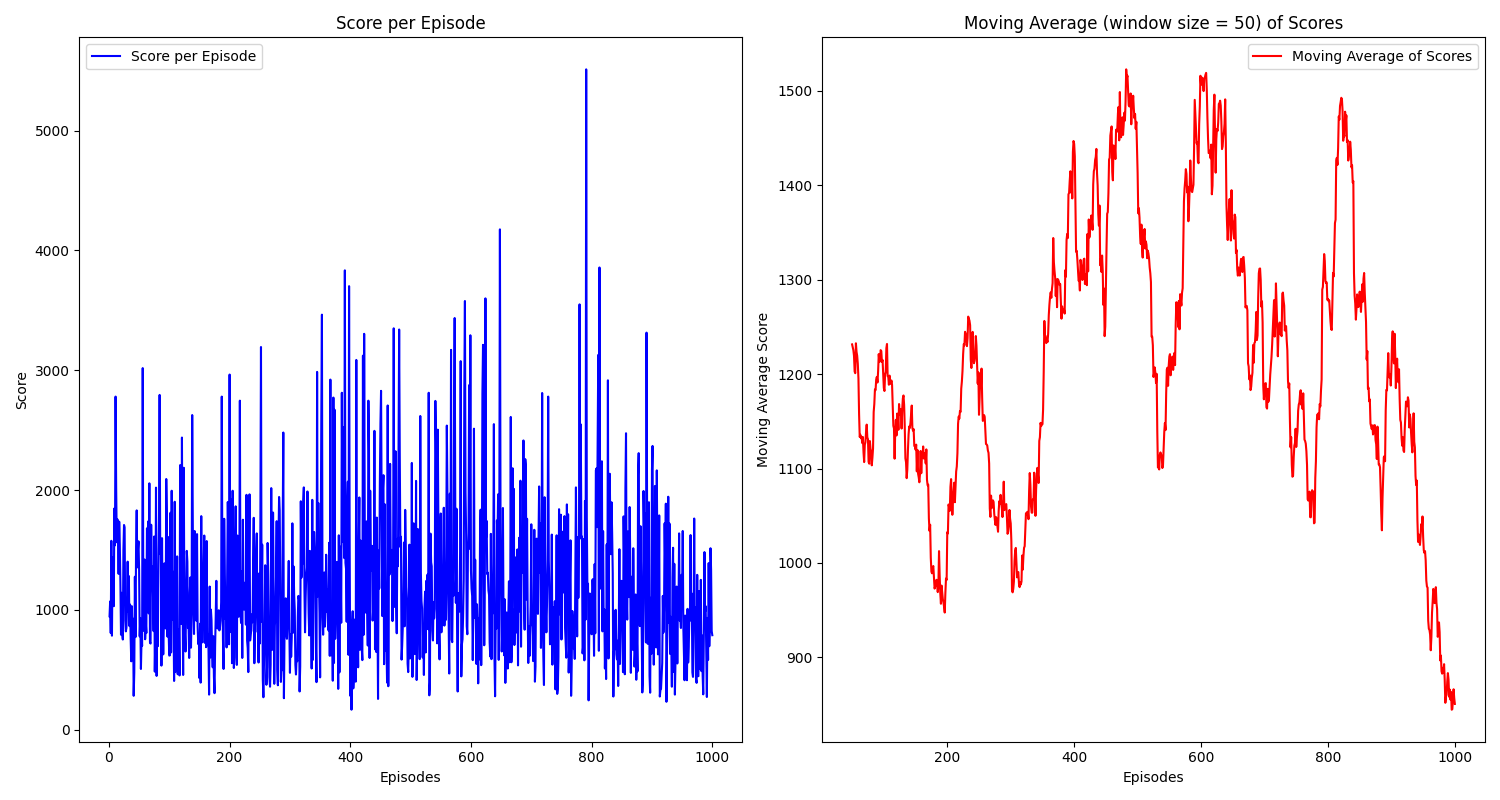 Score per Episode
Score per Episode
5000
4000
3000
2000
1000
0
Score
0 200 400 600 800 1000
Episodes
Moving Average (window size = 50) of Scores
Moving Average of Scores
1500
1400
1300
1200
1100
1000
900
Moving Average Score
200 400 600 800 1000
Episodes